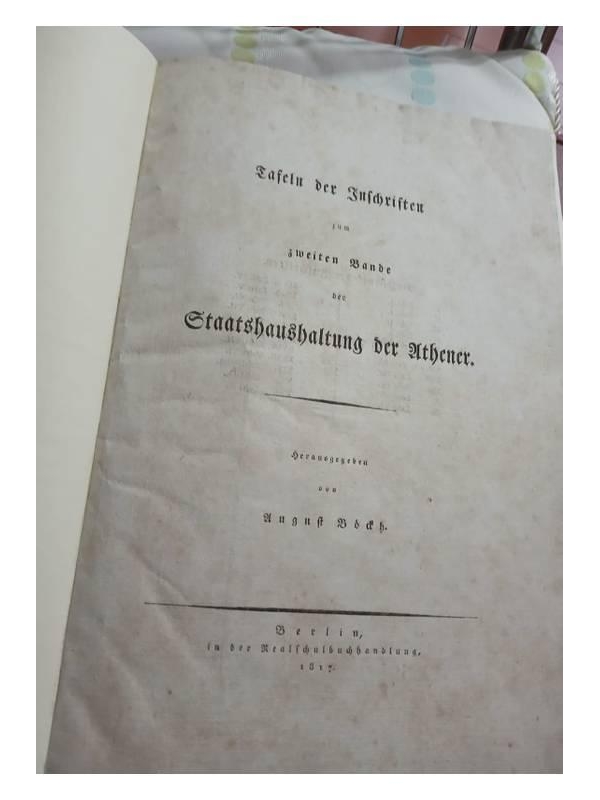 Tafeln der Inschriften
zum
zweiten Bande
der
Staatshaushaltung der Athener.
Herausgegeben
von
August Böckh.
Berlin,
in der Realschulbuchhandlung,
1817.